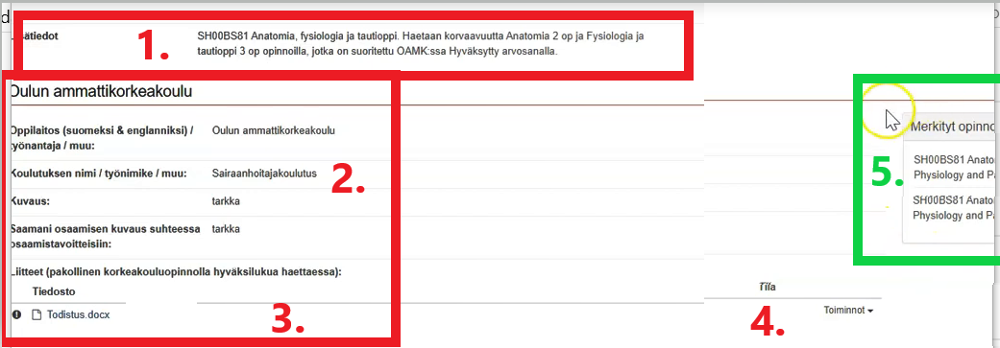 sätiedot
SH00BS81 Anatomia, fysiologia ja tautioppi. Haetaan korvaavuutta Anatomia 2 op ja Fysiologia ja
tautioppi 3 op opinnoilla, jotka on suoritettu OAMK:ssa Hyväksytty arvosanalla.
1.
Oulun ammattikorkeakoulu
Oppilaitos (suomeksi & englanniksi) / Oulun ammattikorkeakoulu
työnantaja / muu:
Koulutuksen nimi / työnimike / muu: Sairaanhoitajakoulutus
2.
Kuvaus: tarkka
Saamani osaamisen kuvaus suhteessa tarkka
osaamistavoitteisiin:
Liitteet (pakollinen korkeakouluopinnolla hyväksilukua haettaessa):
Tiedosto
Todistus.docx
3.
Tila
Toiminnot
4.
Merkityt opinno
5.
SH00BS81 Anato
Physiology and P
SH00BS81 Anato
Physiology and P